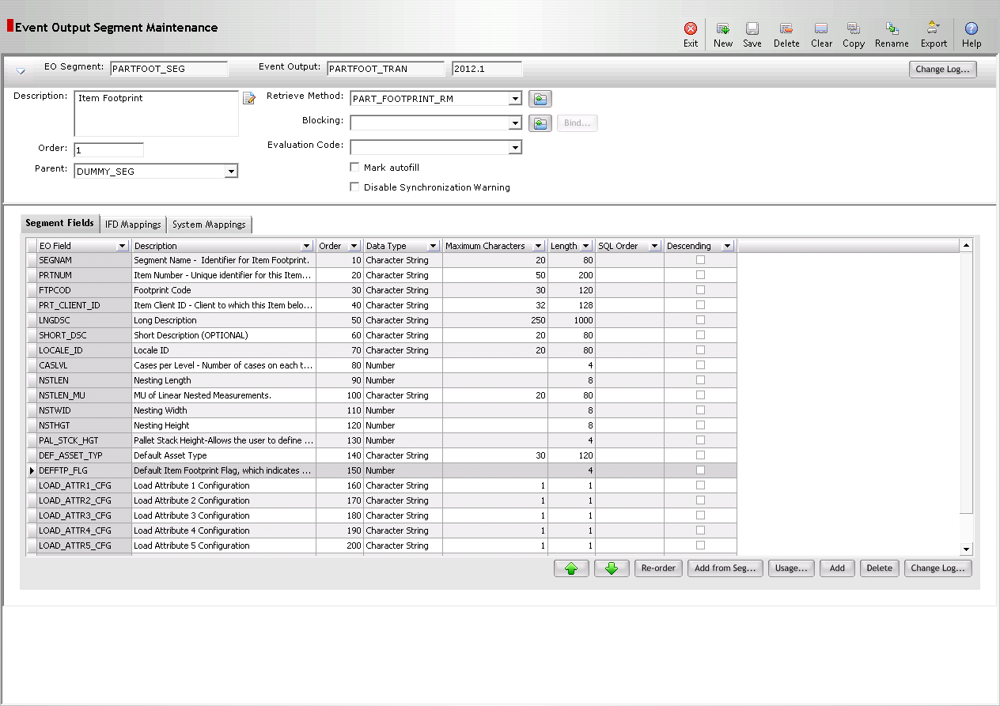 Event Output Segment Maintenance
Exit New Save Delete Clear Copy Rename Export Help
EO Segment: PARTFOOT_SEG Event Output: PARTFOOT_TRAN 2012.1 Change Log...
Description: Item Footprint Retrieve Method: PART_FOOTPRINT_RM
Blocking: Bind...
Order: 1 Evaluation Code:
Parent: DUMMY_SEG Mark autofill
Disable Synchronization Warning
Segment Fields IFD Mappings System Mappings
EO Field Description Order Data Type Maximum Characters Length SQL Order Descending
SEGNAM Segment Name - Identifier for Item Footprint. 10 Character String 20 80
PRTNUM Item Number - Unique identifier for this Item... 20 Character String 50 200
FTPCOD Footprint Code 30 Character String 30 120
PRT_CLIENT_ID Item Client ID - Client to which this Item belo... 40 Character String 32 128
LNGDSC Long Description 50 Character String 250 1000
SHORT_DSC Short Description (OPTIONAL) 60 Character String 20 80
LOCALE_ID Locale ID 70 Character String 20 80
CASLVL Cases per Level - Number of cases on each t... 80 Number 4
NSTLEN Nesting Length 90 Number 8
NSTLEN_MU MU of Linear Nested Measurements. 100 Character String 20 80
NSTWID Nesting Width 110 Number 8
NSTHGT Nesting Height 120 Number 8
PAL_STCK_HGT Pallet Stack Height-Allows the user to define ... 130 Number 4
DEF_ASSET_TYP Default Asset Type 140 Character String 30 120
DEFFTP_FLG Default Item Footprint Flag, which indicates ... 150 Number 4
LOAD_ATTR1_CFG Load Attribute 1 Configuration 160 Character String 1 1
LOAD_ATTR2_CFG Load Attribute 2 Configuration 170 Character String 1 1
LOAD_ATTR3_CFG Load Attribute 3 Configuration 180 Character String 1 1
LOAD_ATTR4_CFG Load Attribute 4 Configuration 190 Character String 1 1
LOAD_ATTR5_CFG Load Attribute 5 Configuration 200 Character String 1 1
Re-order Add from Seg... Usage... Add Delete Change Log...